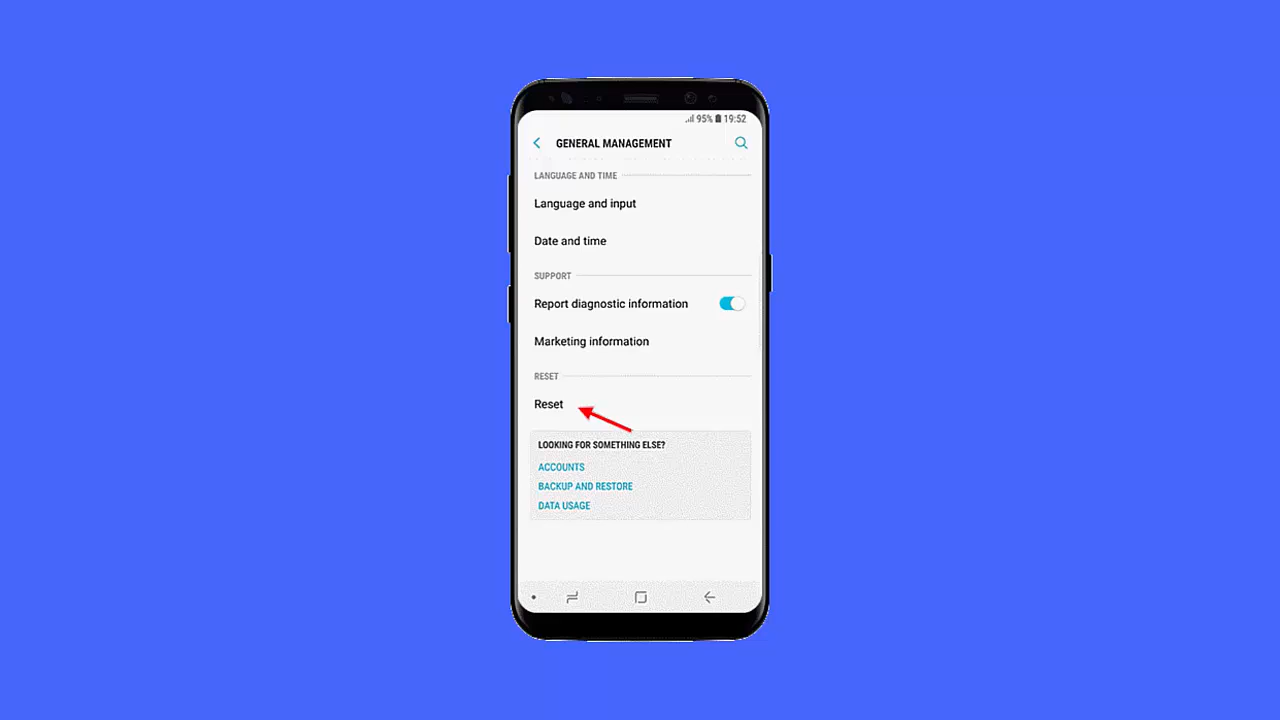 95% 19:52
GENERAL MANAGEMENT
LANGUAGE AND TIME
Language and input
Date and time
SUPPORT
Report diagnostic information
Marketing information
RESET
Reset
LOOKING FOR SOMETHING ELSE?
ACCOUNTS
BACKUP AND RESTORE
DATA USAGE